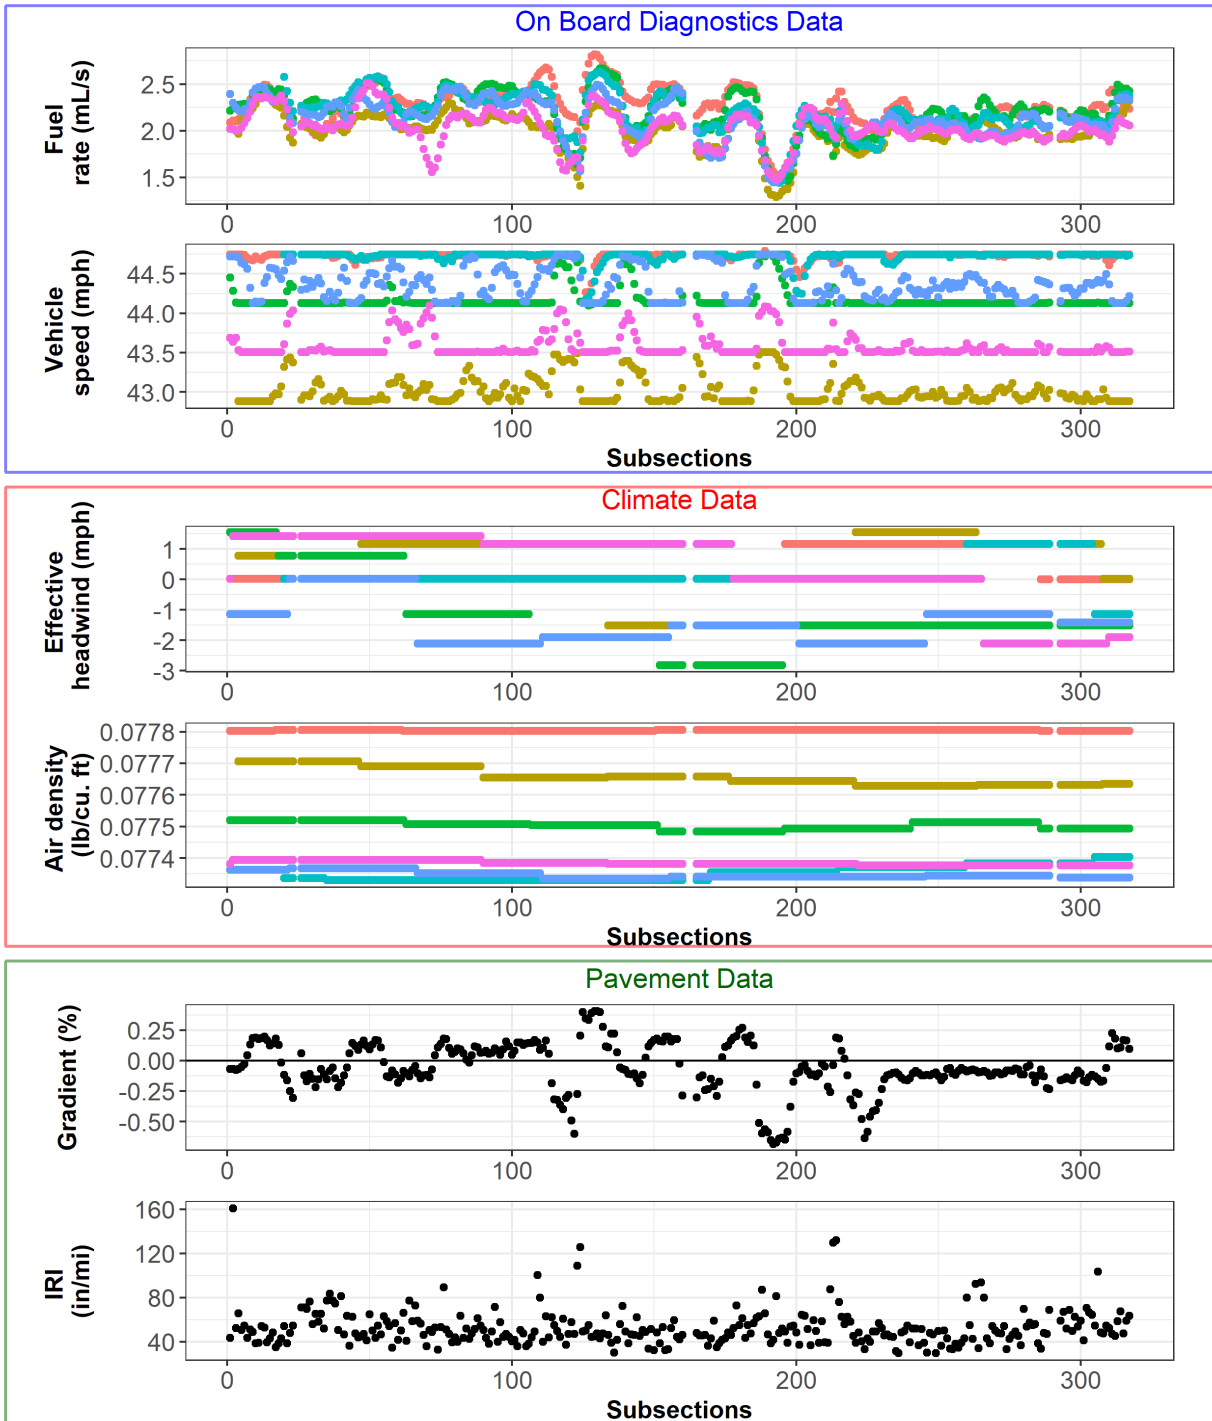 On Board Diagnostics Data
Fuel
rate (mL/s)
2.5
2.0
1.5
0 100 200 300
Vehicle
speed (mph)
44.5
44.0
43.5
43.0
0 100 200 300
Subsections
Climate Data
Effective
headwind (mph)
1
0
-1
-2
-3
0 100 200 300
Air density
(lb/cu. ft)
0.0778
0.0777
0.0776
0.0775
0.0774
0 100 200 300
Subsections
Pavement Data
Gradient (%)
0.25
0.00
-0.25
-0.50
0 100 200 300
IRI
(in/mi)
160
120
80
40
0 100 200 300
Subsections